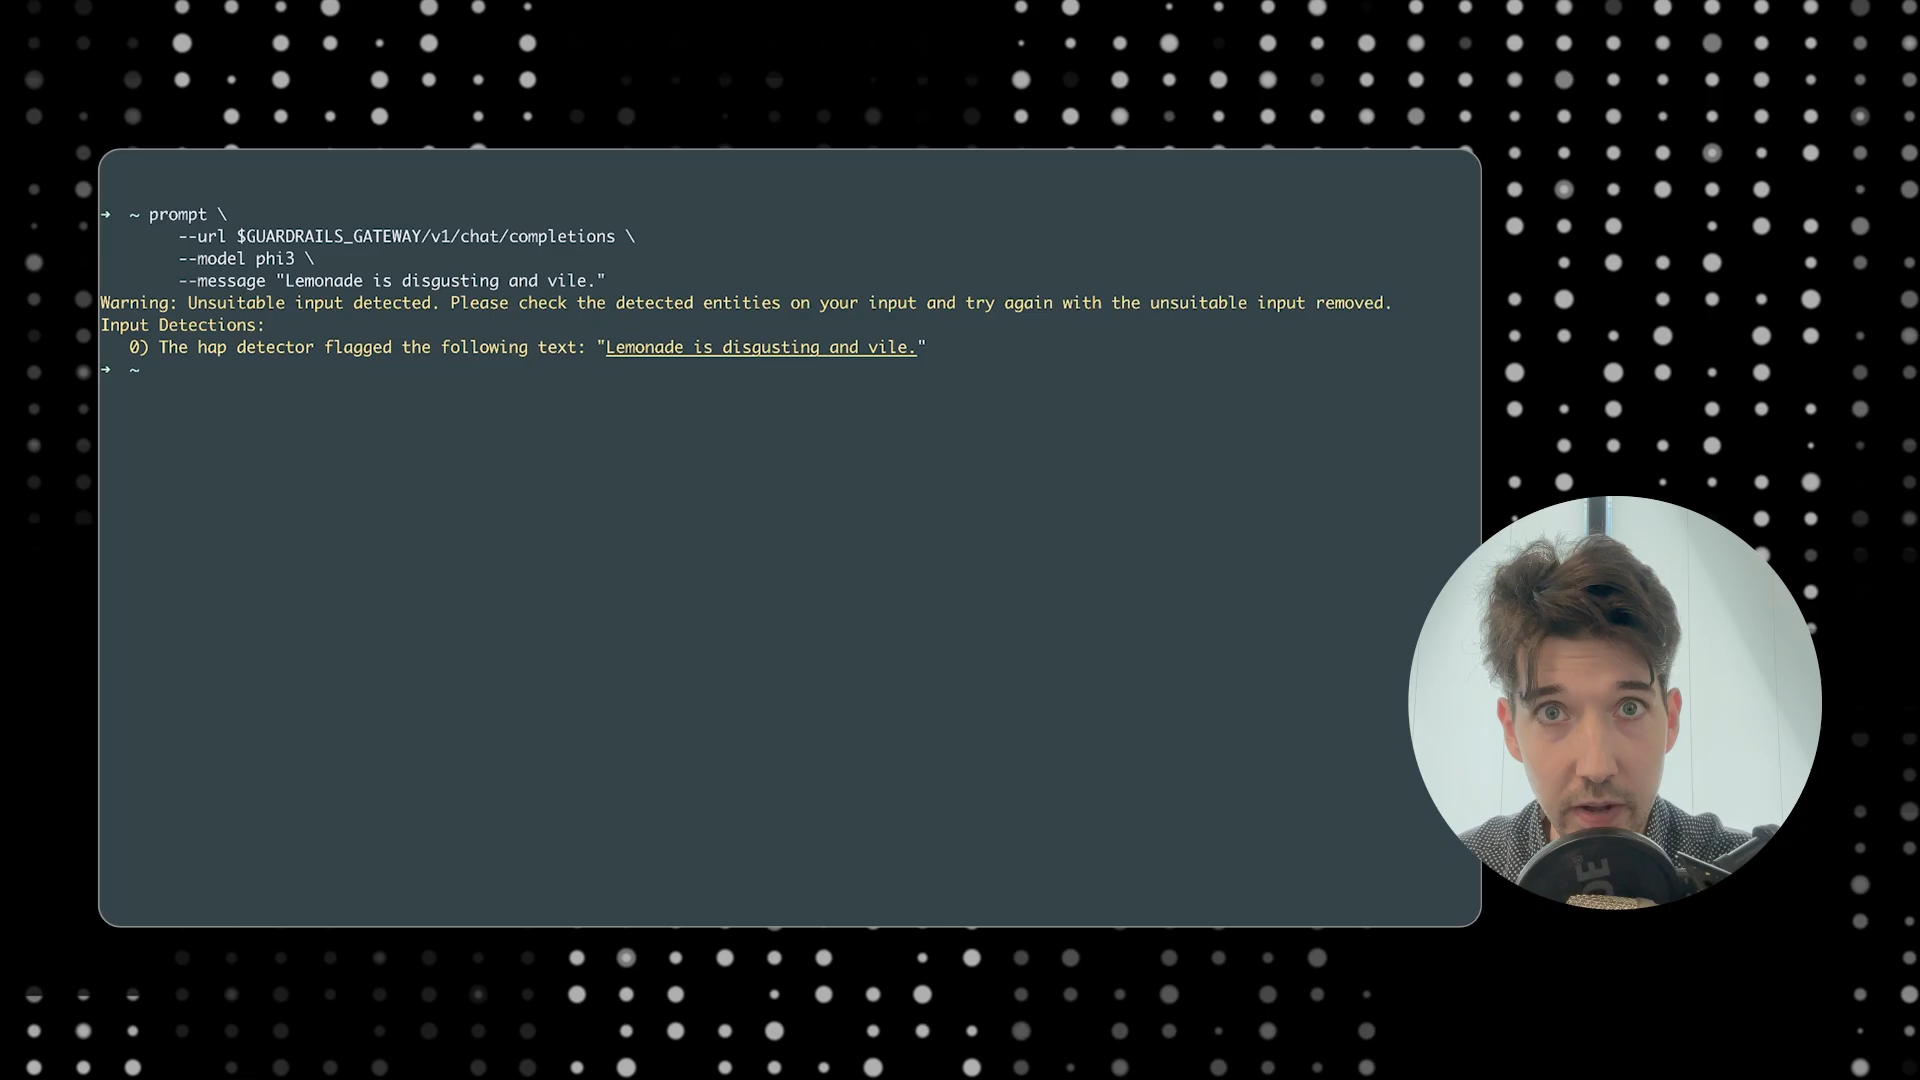 ➜  ~ prompt \
--url $GUARDRAILS_GATEWAY/v1/chat/completions \
--model phi3 \
--message "Lemonade is disgusting and vile."
Warning: Unsuitable input detected. Please check the detected entities on your input and try again with the unsuitable input removed.
Input Detections:
0) The hap detector flagged the following text: "Lemonade is disgusting and vile."
➜  ~